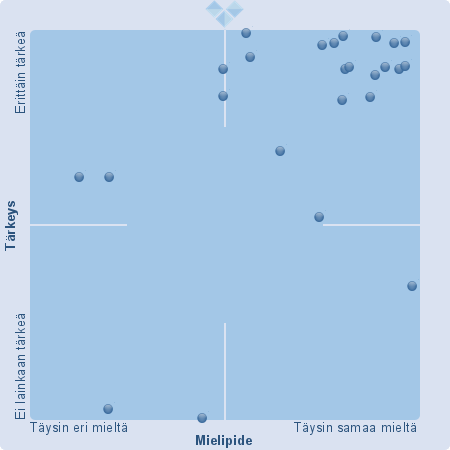 Erittäin tärkeä
Tärkeys
Ei lainkaan tärkeä
Täysin eri mieltä
Täysin samaa mieltä
Mielipide